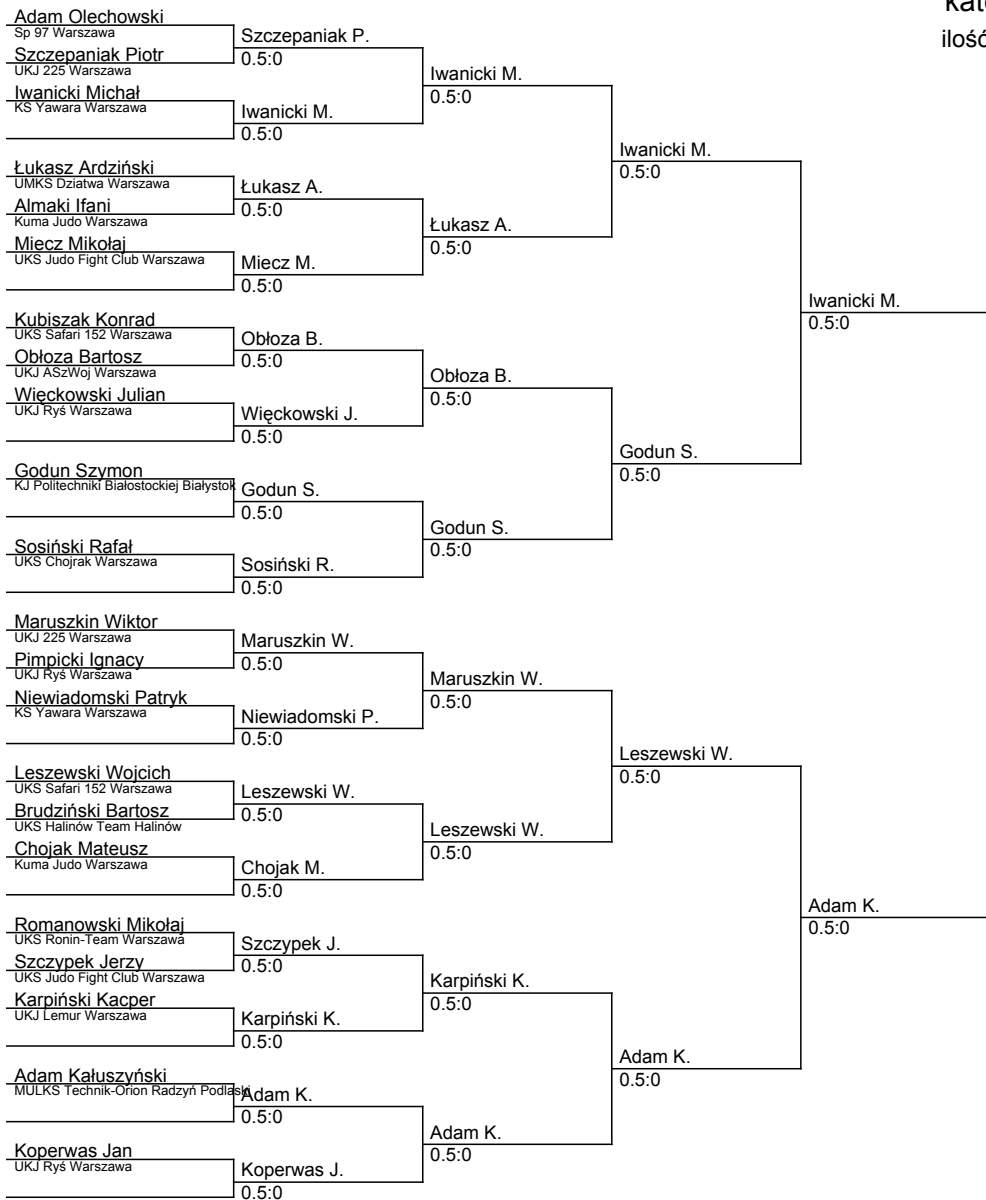 kate
ilość
Adam Olechowski
Sp 97 Warszawa
Szczepaniak Piotr
UKJ 225 Warszawa
Iwanicki Michał
KS Yawara Warszawa
Łukasz Ardziński
UMKS Dziatwa Warszawa
Almaki Ifani
Kuma Judo Warszawa
Miecz Mikołaj
UKS Judo Fight Club Warszawa
Kubiszak Konrad
UKS Safari 152 Warszawa
Obłoza Bartosz
UKJ ASzWoj Warszawa
Więckowski Julian
UKJ Ryś Warszawa
Godun Szymon
KJ Politechniki Białostockiej Białystok
Sosiński Rafał
UKS Chojrak Warszawa
Maruszkin Wiktor
UKJ 225 Warszawa
Pimpicki Ignacy
UKJ Ryś Warszawa
Niewiadomski Patryk
KS Yawara Warszawa
Leszewski Wojcich
UKS Safari 152 Warszawa
Brudziński Bartosz
UKS Halinów Team Halinów
Chojak Mateusz
Kuma Judo Warszawa
Romanowski Mikołaj
UKS Ronin-Team Warszawa
Szczypek Jerzy
UKS Judo Fight Club Warszawa
Karpiński Kacper
UKJ Lemur Warszawa
Adam Kałuszyński
MULKS Technik-Orion Radzyń Podlaski
Koperwas Jan
UKJ Ryś Warszawa
Szczepaniak P.
0.5:0
Iwanicki M.
0.5:0
Łukasz A.
0.5:0
Miecz M.
0.5:0
Obłoza B.
0.5:0
Więckowski J.
0.5:0
Godun S.
0.5:0
Sosiński R.
0.5:0
Maruszkin W.
0.5:0
Niewiadomski P.
0.5:0
Leszewski W.
0.5:0
Chojak M.
0.5:0
Szczypek J.
0.5:0
Karpiński K.
0.5:0
Adam K.
0.5:0
Koperwas J.
0.5:0
Iwanicki M.
0.5:0
Łukasz A.
0.5:0
Obłoza B.
0.5:0
Godun S.
0.5:0
Maruszkin W.
0.5:0
Leszewski W.
0.5:0
Karpiński K.
0.5:0
Adam K.
0.5:0
Iwanicki M.
0.5:0
Godun S.
0.5:0
Leszewski W.
0.5:0
Adam K.
0.5:0
Iwanicki M.
0.5:0
Adam K.
0.5:0